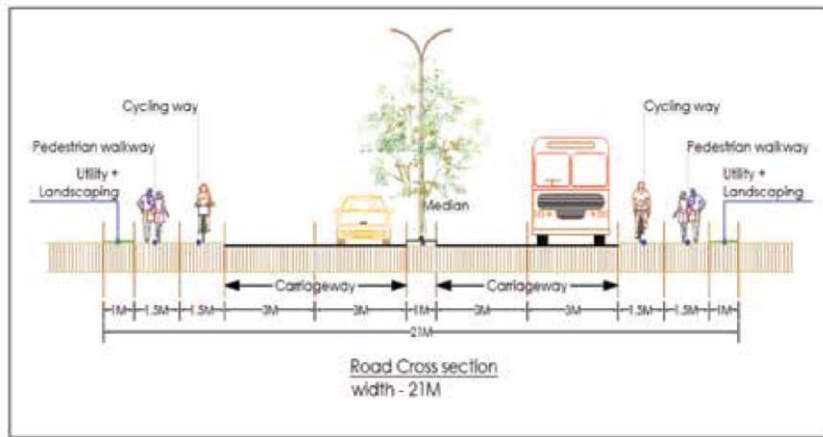 Cycling way
Cycling way
Pedestrian walkway
Pedestrian walkway
Utility +
Landscaping
Utility +
Landscaping
Median
Carriageway
Carriageway
1M 1.5M 1.5M 3M 3M 1M 3M 3M 1.5M 1.5M 1M
21M
Road Cross section
width - 21M